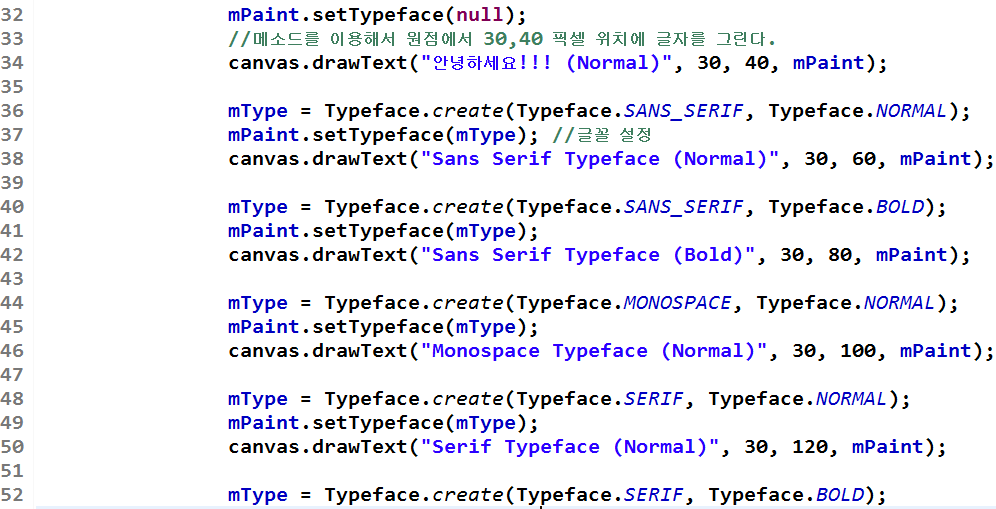 32 mPaint.setTypeface(null);
33 //메소드를 이용해서 원점에서 30,40 픽셀 위치에 글자를 그린다.
34 canvas.drawText("안녕하세요!!! (Normal)", 30, 40, mPaint);
35
36 mType = Typeface.create(Typeface.SANS_SERIF, Typeface.NORMAL);
37 mPaint.setTypeface(mType); //글꼴 설정
38 canvas.drawText("Sans Serif Typeface (Normal)", 30, 60, mPaint);
39
40 mType = Typeface.create(Typeface.SANS_SERIF, Typeface.BOLD);
41 mPaint.setTypeface(mType);
42 canvas.drawText("Sans Serif Typeface (Bold)", 30, 80, mPaint);
43
44 mType = Typeface.create(Typeface.MONOSPACE, Typeface.NORMAL);
45 mPaint.setTypeface(mType);
46 canvas.drawText("Monospace Typeface (Normal)", 30, 100, mPaint);
47
48 mType = Typeface.create(Typeface.SERIF, Typeface.NORMAL);
49 mPaint.setTypeface(mType);
50 canvas.drawText("Serif Typeface (Normal)", 30, 120, mPaint);
51
52 mType = Typeface.create(Typeface.SERIF, Typeface.BOLD);